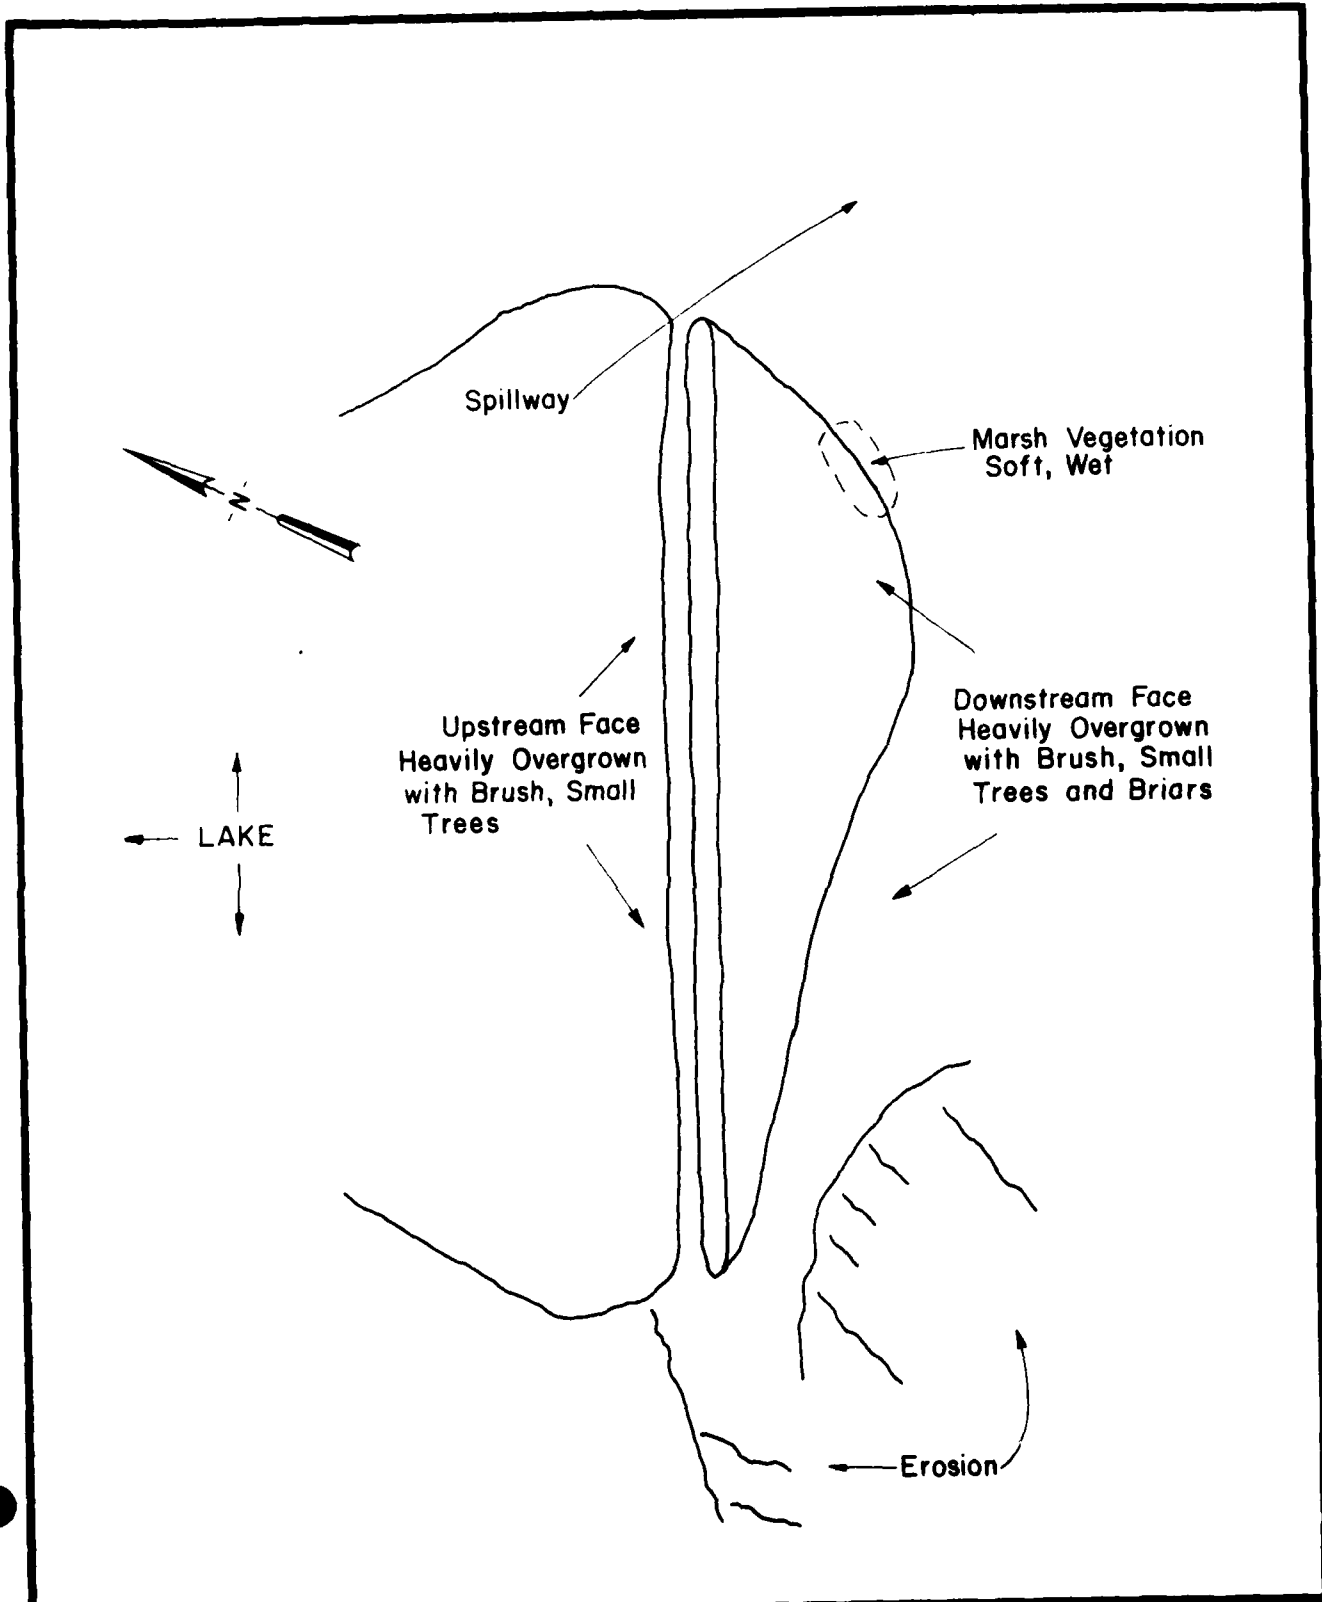 Spillway
Marsh Vegetation
Soft, Wet
N
Upstream Face
Heavily Overgrown
with Brush, Small
Trees
Downstream Face
Heavily Overgrown
with Brush, Small
Trees and Briars
LAKE
Erosion